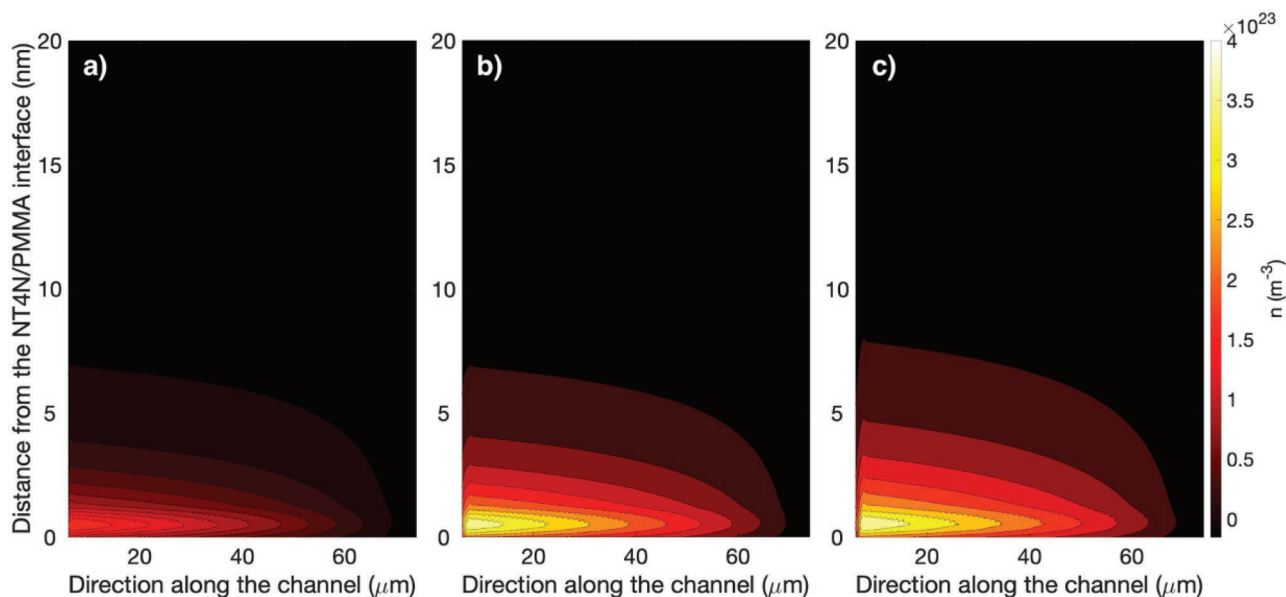 ×10²³
a)
b)
c)
Distance from the NT4N/PMMA interface (nm)
20
15
10
5
0
20
15
10
5
0
20
15
10
5
0
4
3.5
3
2.5
2
1.5
1
0.5
0
n (m⁻³)
20 40 60
20 40 60
20 40 60
Direction along the channel (μm)
Direction along the channel (μm)
Direction along the channel (μm)